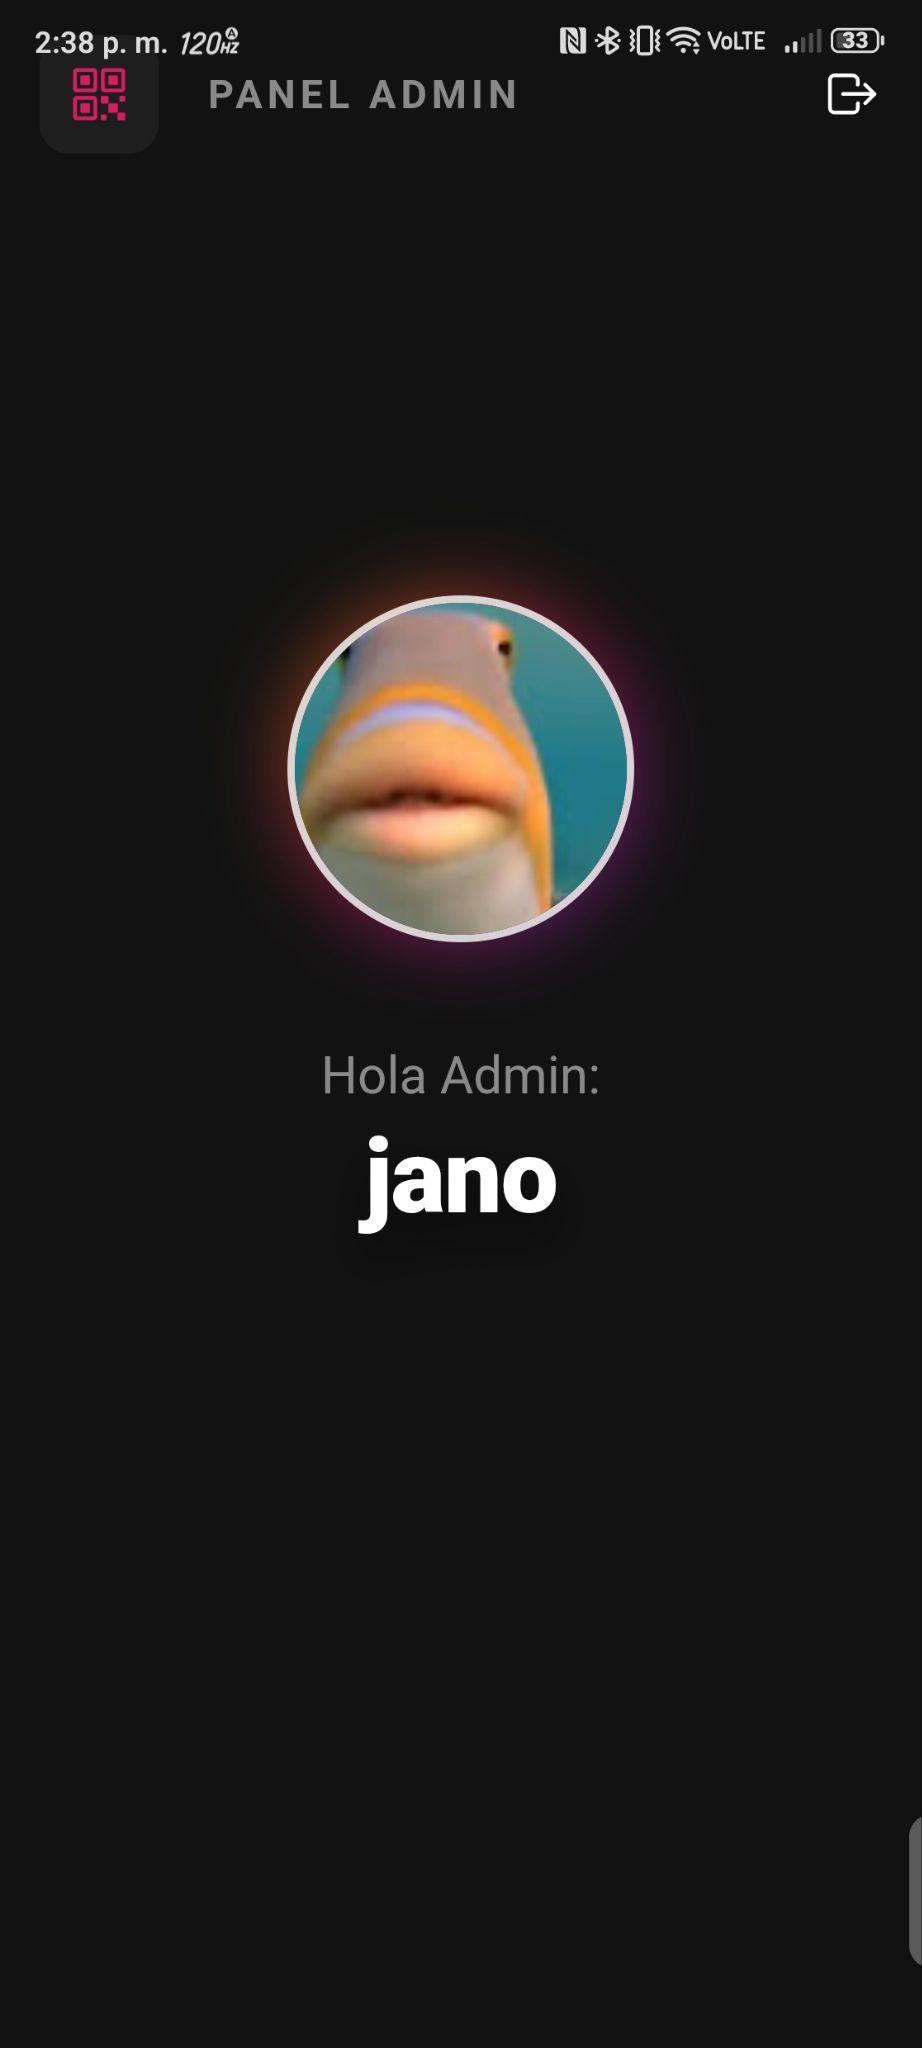 2:38 p. m. 120HZ VoLTE 33
PANEL ADMIN
Hola Admin:
jano